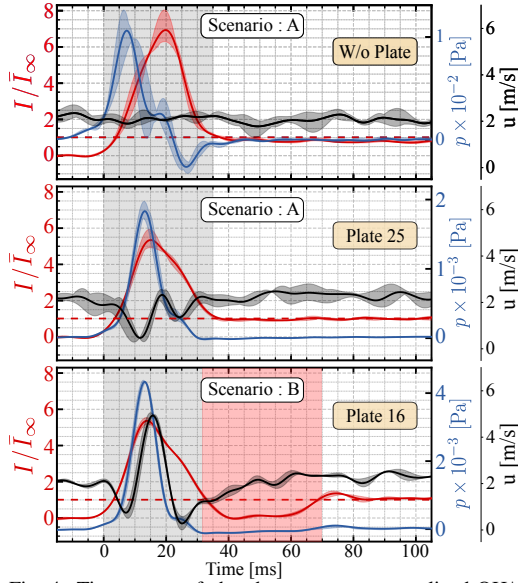 Scenario : A
W/o Plate
I/Ī∞
8
6
4
2
0
1
0
p × 10⁻² [Pa]
6
4
2
0
u [m/s]
Scenario : A
Plate 25
I/Ī∞
8
6
4
2
0
2
1
0
p × 10⁻³ [Pa]
6
4
2
0
u [m/s]
Scenario : B
Plate 16
I/Ī∞
8
6
4
2
0
4
2
0
p × 10⁻³ [Pa]
6
4
2
0
u [m/s]
0 20 40 60 80 100
Time [ms]